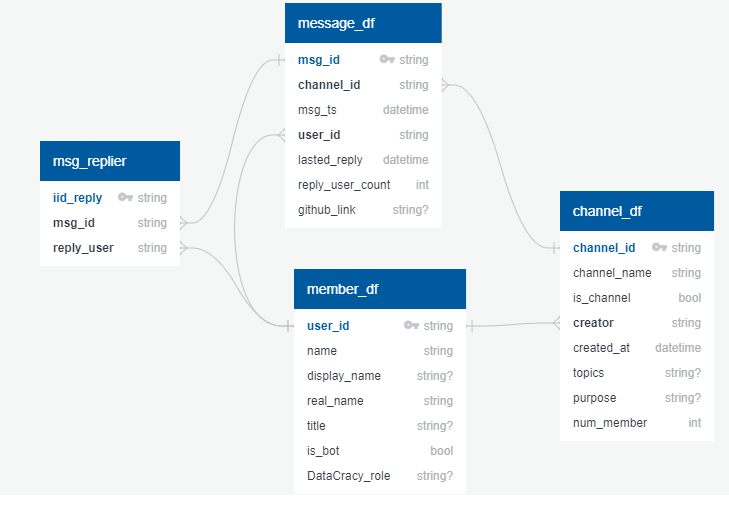 message_df
msg_id string
channel_id string
msg_ts datetime
user_id string
lasted_reply datetime
reply_user_count int
github_link string?
msg_replier
iid_reply string
msg_id string
reply_user string
channel_df
channel_id string
channel_name string
is_channel bool
creator string
created_at datetime
topics string?
purpose string?
num_member int
member_df
user_id string
name string
display_name string?
real_name string
title string?
is_bot bool
DataCracy_role string?